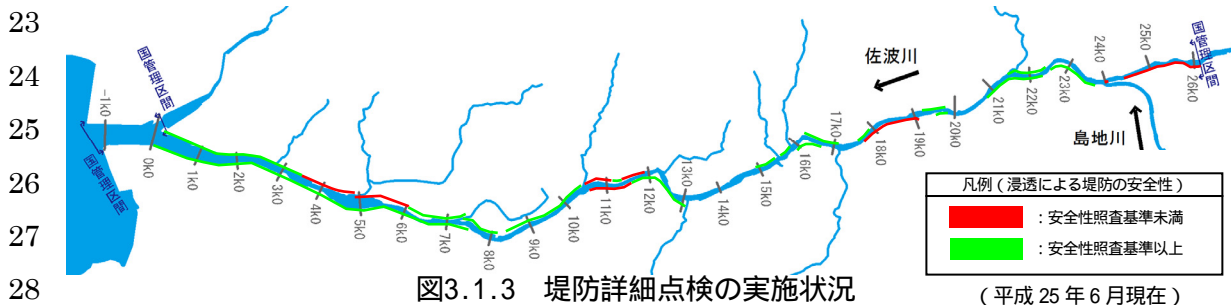 23
24
25
26
27
28
国管理区間
国管理区間
国管理区間
-1k0
0k0
1k0
2k0
3k0
4k0
5k0
6k0
7k0
8k0
9k0
10k0
11k0
12k0
13k0
14k0
15k0
16k0
17k0
18k0
19k0
20k0
21k0
22k0
23k0
24k0
25k0
26k0
佐波川
島地川
凡例(浸透による堤防の安全性)
:安全性照査基準未満
:安全性照査基準以上
図3.1.3 堤防詳細点検の実施状況
(平成25年6月現在)